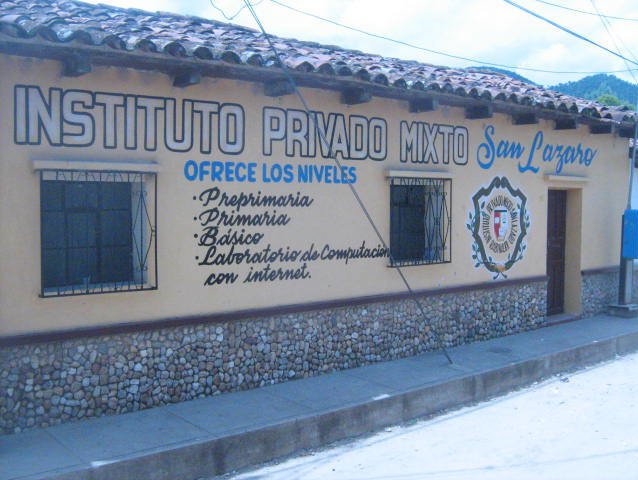 INSTITUTO PRIVADO MIXTO San Lazaro
OFRECE LOS NIVELES
·Preprimaria
·Primaria
·Básico
·Laboratorio de Computación
con internet.